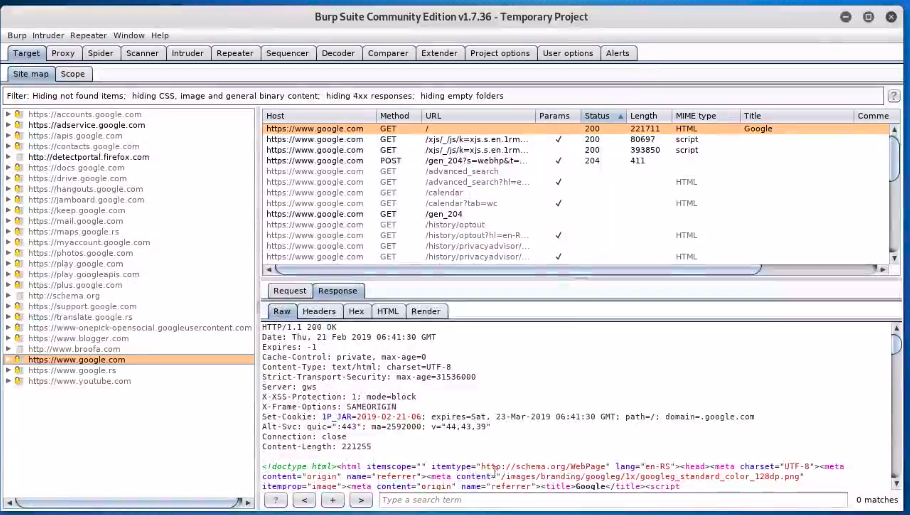 Burp Suite Community Edition v1.7.36 - Temporary Project
Burp Intruder Repeater Window Help
Target Proxy Spider Scanner Intruder Repeater Sequencer Decoder Comparer Extender Project options User options Alerts
Site map Scope
Filter: Hiding not found items; hiding CSS, image and general binary content; hiding 4xx responses; hiding empty folders ?
https://accounts.google.com
https://adservice.google.com
https://apis.google.com
https://contacts.google.com
http://detectportal.firefox.com
https://docs.google.com
https://drive.google.com
https://hangouts.google.com
https://jamboard.google.com
https://keep.google.com
https://mail.google.com
https://maps.google.rs
https://myaccount.google.com
https://photos.google.com
https://play.google.com
https://plus.googleapis.com
https://plus.google.com
http://schema.org
https://support.google.com
https://translate.google.rs
https://www-onepick-opensocial.googleusercontent.com
https://www.blogger.com
http://www.broofa.com
https://www.google.com
https://www.google.rs
https://www.youtube.com
Host Method URL Params Status Length MIME type Title Comme
https://www.google.com GET / 200 221711 HTML Google
https://www.google.com GET /xjs/_/js/k=xjs.s.en.1rm... ✓ 200 80697 script
https://www.google.com GET /xjs/_/js/k=xjs.s.en.1rm... ✓ 200 393850 script
https://www.google.com POST /gen_204?s=webhp&t=... ✓ 204 411
https://www.google.com GET /advanced_search
https://www.google.com GET /advanced_search?hl=e... ✓ HTML
https://www.google.com GET /calendar
https://www.google.com GET /calendar?tab=wc ✓ HTML
https://www.google.com GET /gen_204
https://www.google.com GET /history/optout
https://www.google.com GET /history/optout?hl=en-R... ✓ HTML
https://www.google.com GET /history/privacyadvisor/...
https://www.google.com GET /history/privacyadvisor/... ✓ HTML
Request Response
Raw Headers Hex HTML Render
HTTP/1.1 200 OK
Date: Thu, 21 Feb 2019 06:41:30 GMT
Expires: -1
Cache-Control: private, max-age=0
Content-Type: text/html; charset=UTF-8
Strict-Transport-Security: max-age=31536000
Server: gws
X-XSS-Protection: 1; mode=block
X-Frame-Options: SAMEORIGIN
Set-Cookie: 1P_JAR=2019-02-21-06; expires=Sat, 23-Mar-2019 06:41:30 GMT; path=/; domain=.google.com
Alt-Svc: quic=":443"; ma=2592000; v="44,43,39"
Connection: close
Content-Length: 221255
<!doctype html><html itemscope="" itemtype="http://schema.org/WebPage" lang="en-RS"><head><meta charset="UTF-8"><meta
content="origin" name="referrer"><meta content="/images/branding/googleg/1x/googleg_standard_color_128dp.png"
itemprop="image"><meta content="origin" name="referrer"><title>Google</title><script
? < + > Type a search term 0 matches